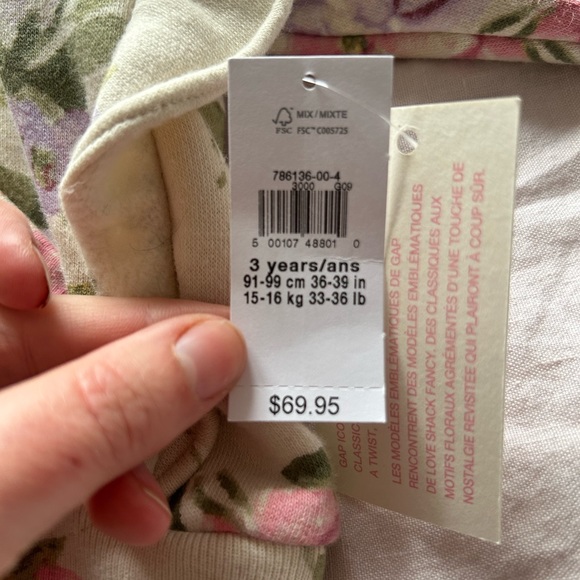 MIX/MIXTE
FSC
FSC™ C005725
786136-00-4
3000 G09
5 00107 48801 0
3 years/ans
91-99 cm 36-39 in
15-16 kg 33-36 lb
$69.95
GAP ICO
CLASSIC
A TWIST,
LES MODÈLES EMBLÉMATIQUES DE GAP
RENCONTRENT DES MODÈLES EMBLÉMATIQUES
DE LOVE SHACK FANCY. DES CLASSIQUES AUX
MOTIFS FLORAUX AGRÉMENTÉS D'UNE TOUCHE DE
NOSTALGIE REVISITÉE QUI PLAIRONT À COUP SÛR.